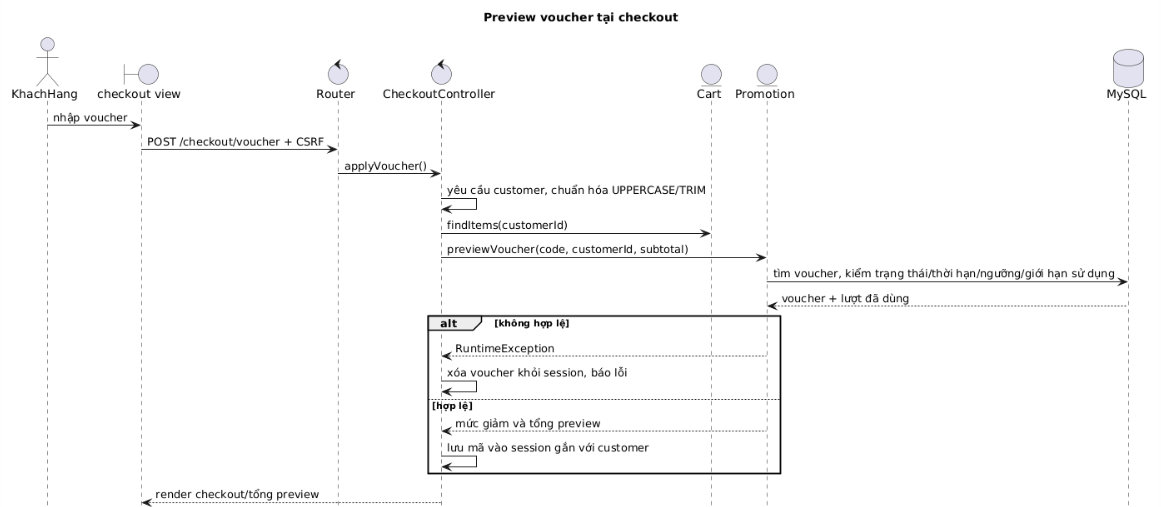 Preview voucher tại checkout
KhachHang
checkout view
Router
CheckoutController
Cart
Promotion
MySQL
nhập voucher
POST /checkout/voucher + CSRF
applyVoucher()
yêu cầu customer, chuẩn hóa UPPERCASE/TRIM
findItems(customerId)
previewVoucher(code, customerId, subtotal)
tìm voucher, kiểm trạng thái/thời hạn/ngưỡng/giới hạn sử dụng
voucher + lượt đã dùng
alt [không hợp lệ]
RuntimeException
xóa voucher khỏi session, báo lỗi
[hợp lệ]
mức giảm và tổng preview
lưu mã vào session gắn với customer
render checkout/tổng preview